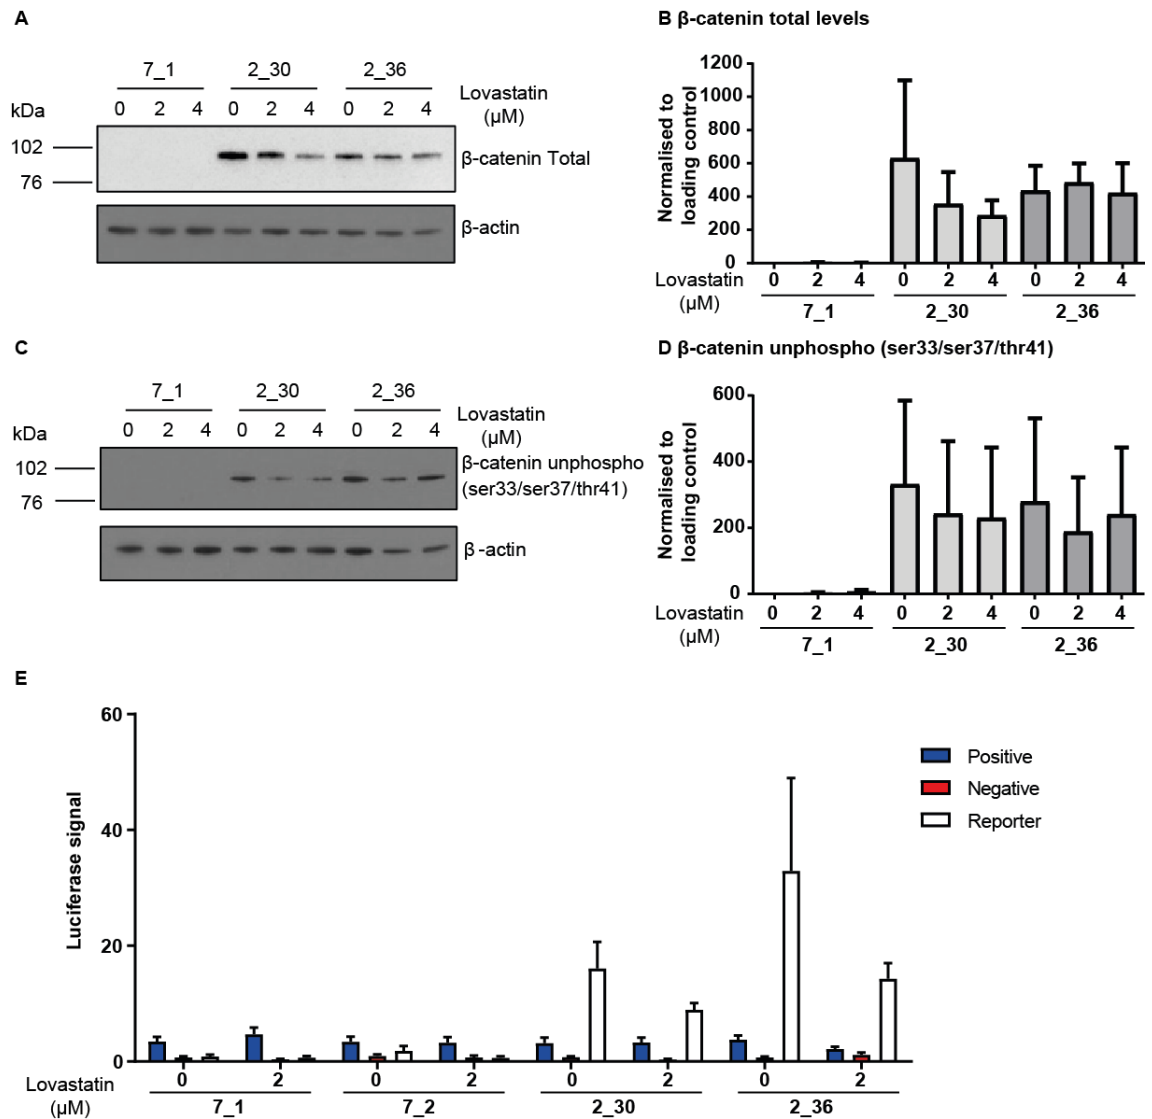 A
7_1 2_30 2_36
kDa
0 2 4 0 2 4 0 2 4
Lovastatin
(μM)
102
76
β-catenin Total
β-actin
B β-catenin total levels
Normalised to
loading control
1200
1000
800
600
400
200
0
Lovastatin
(μM)
0 2 4 0 2 4 0 2 4
7_1 2_30 2_36
C
7_1 2_30 2_36
kDa
0 2 4 0 2 4 0 2 4
Lovastatin
(μM)
102
76
β-catenin unphospho
(ser33/ser37/thr41)
β -actin
D β-catenin unphospho (ser33/ser37/thr41)
Normalised to
loading control
600
400
200
0
Lovastatin
(μM)
0 2 4 0 2 4 0 2 4
7_1 2_30 2_36
E
Luciferase signal
60
40
20
0
Positive
Negative
Reporter
Lovastatin
(μM)
0 2 0 2 0 2 0 2
7_1 7_2 2_30 2_36